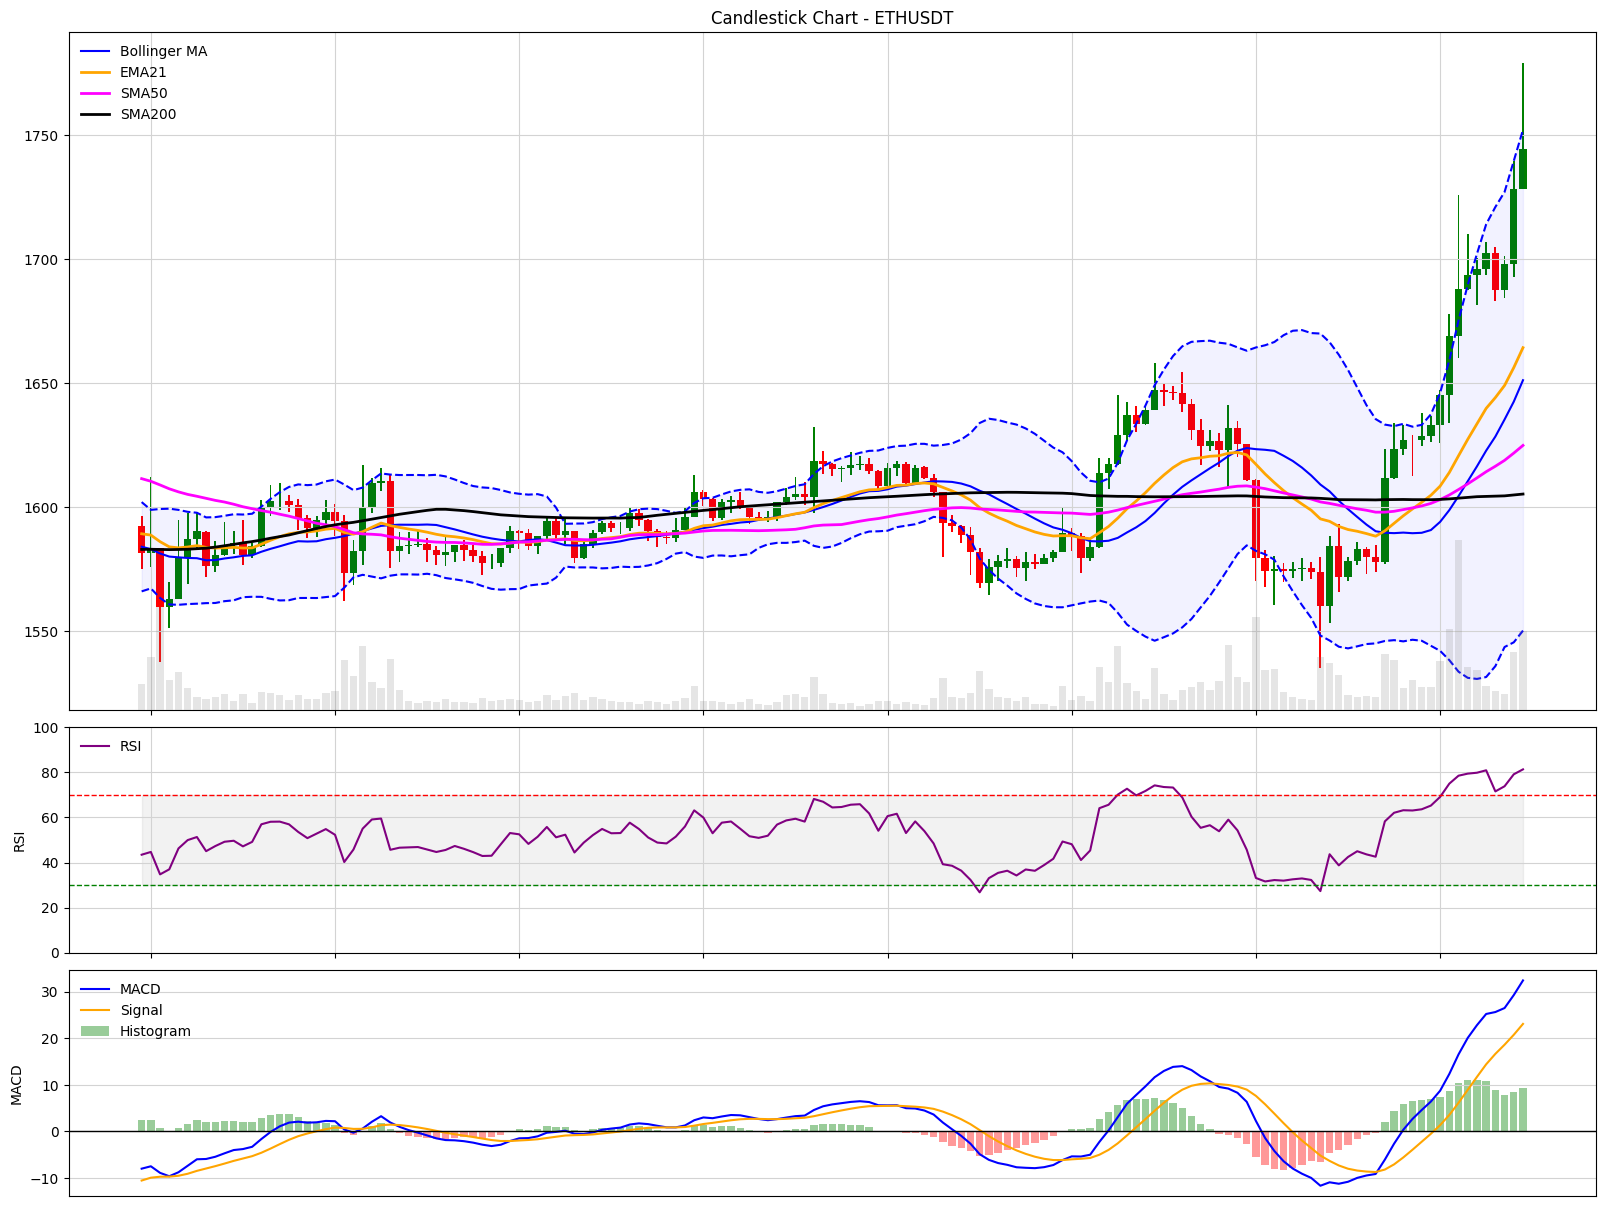 Candlestick Chart - ETHUSDT
Bollinger MA
EMA21
SMA50
SMA200
1750
1700
1650
1600
1550
RSI
100
80
60
40
20
0
RSI
MACD
Signal
Histogram
30
20
10
0
−10
MACD